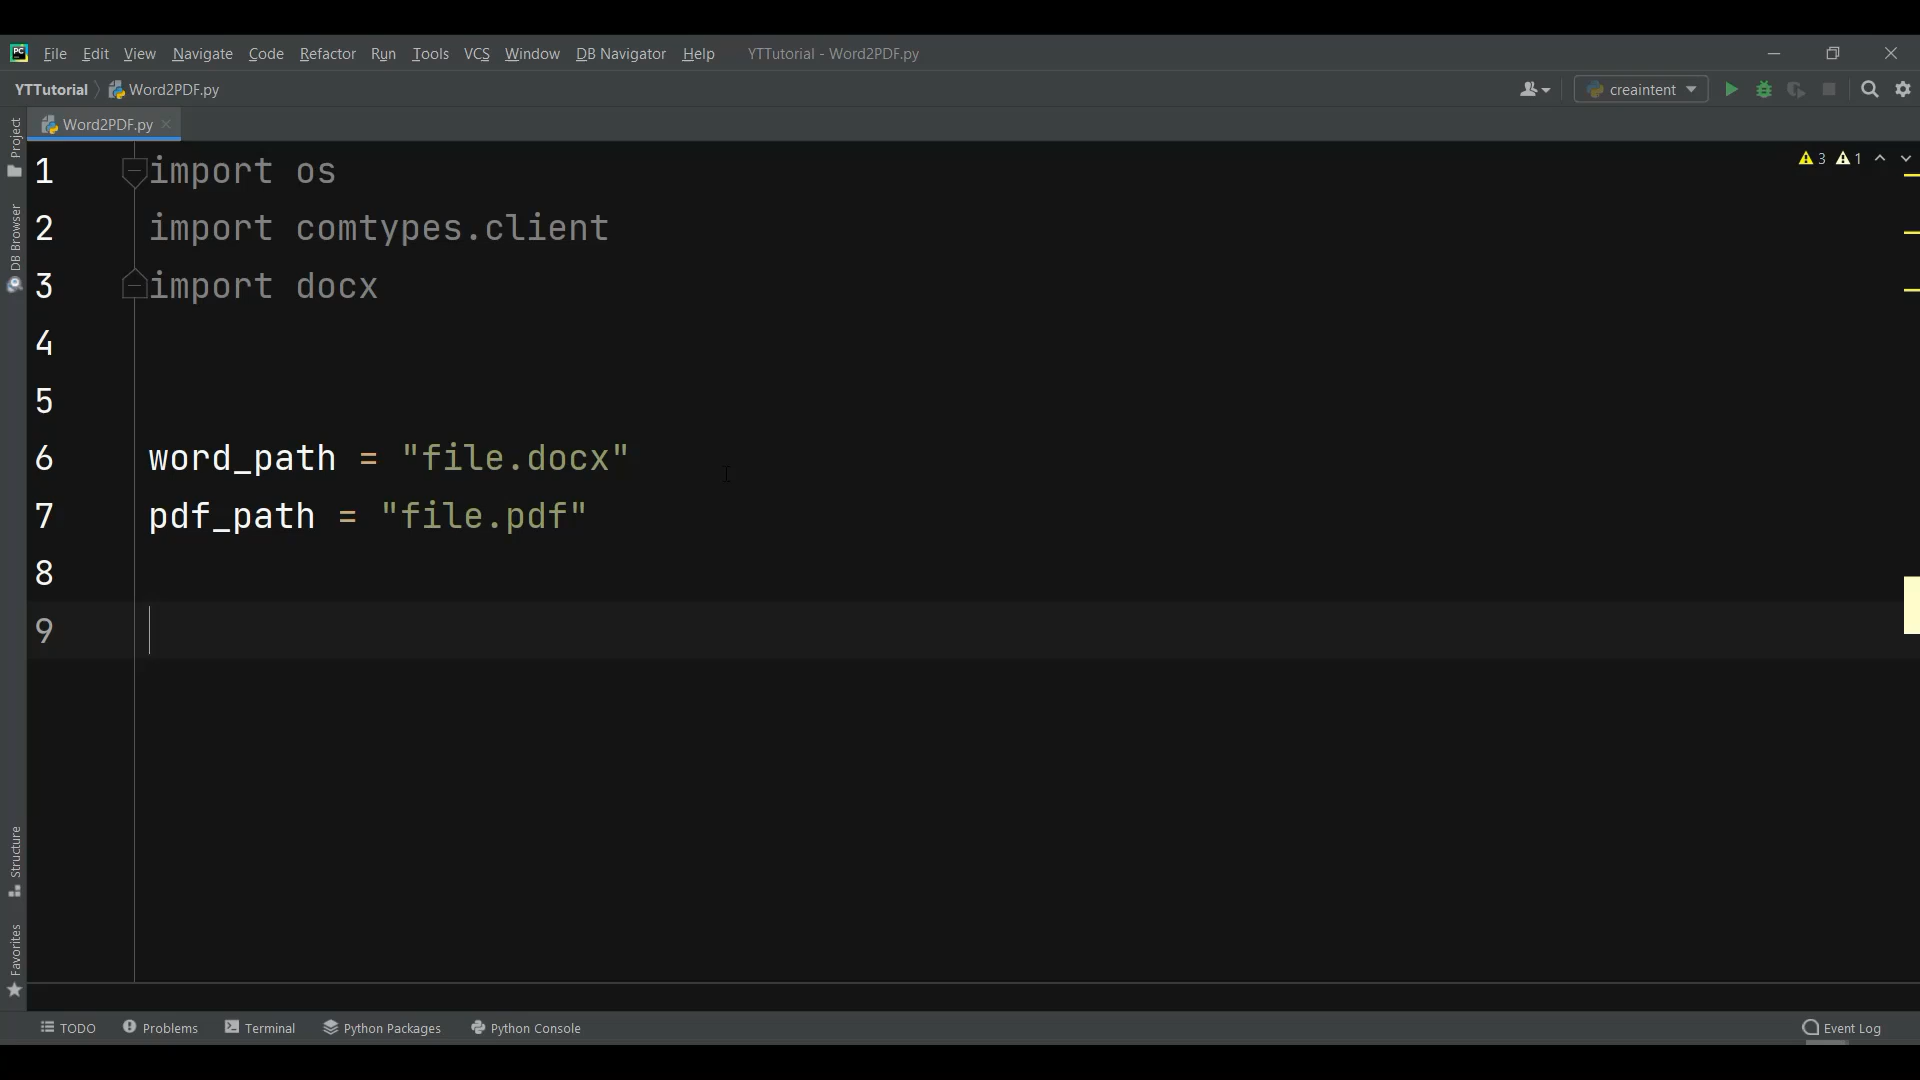 PC File Edit View Navigate Code Refactor Run Tools VCS Window DB Navigator Help YTTutorial - Word2PDF.py
YTTutorial Word2PDF.py creaintent
Word2PDF.py
Project
DB Browser
Structure
Favorites
3 1
1 import os
2 import comtypes.client
3 import docx
4
5
6 word_path = "file.docx"
7 pdf_path = "file.pdf"
8
9
TODO Problems Terminal Python Packages Python Console Event Log